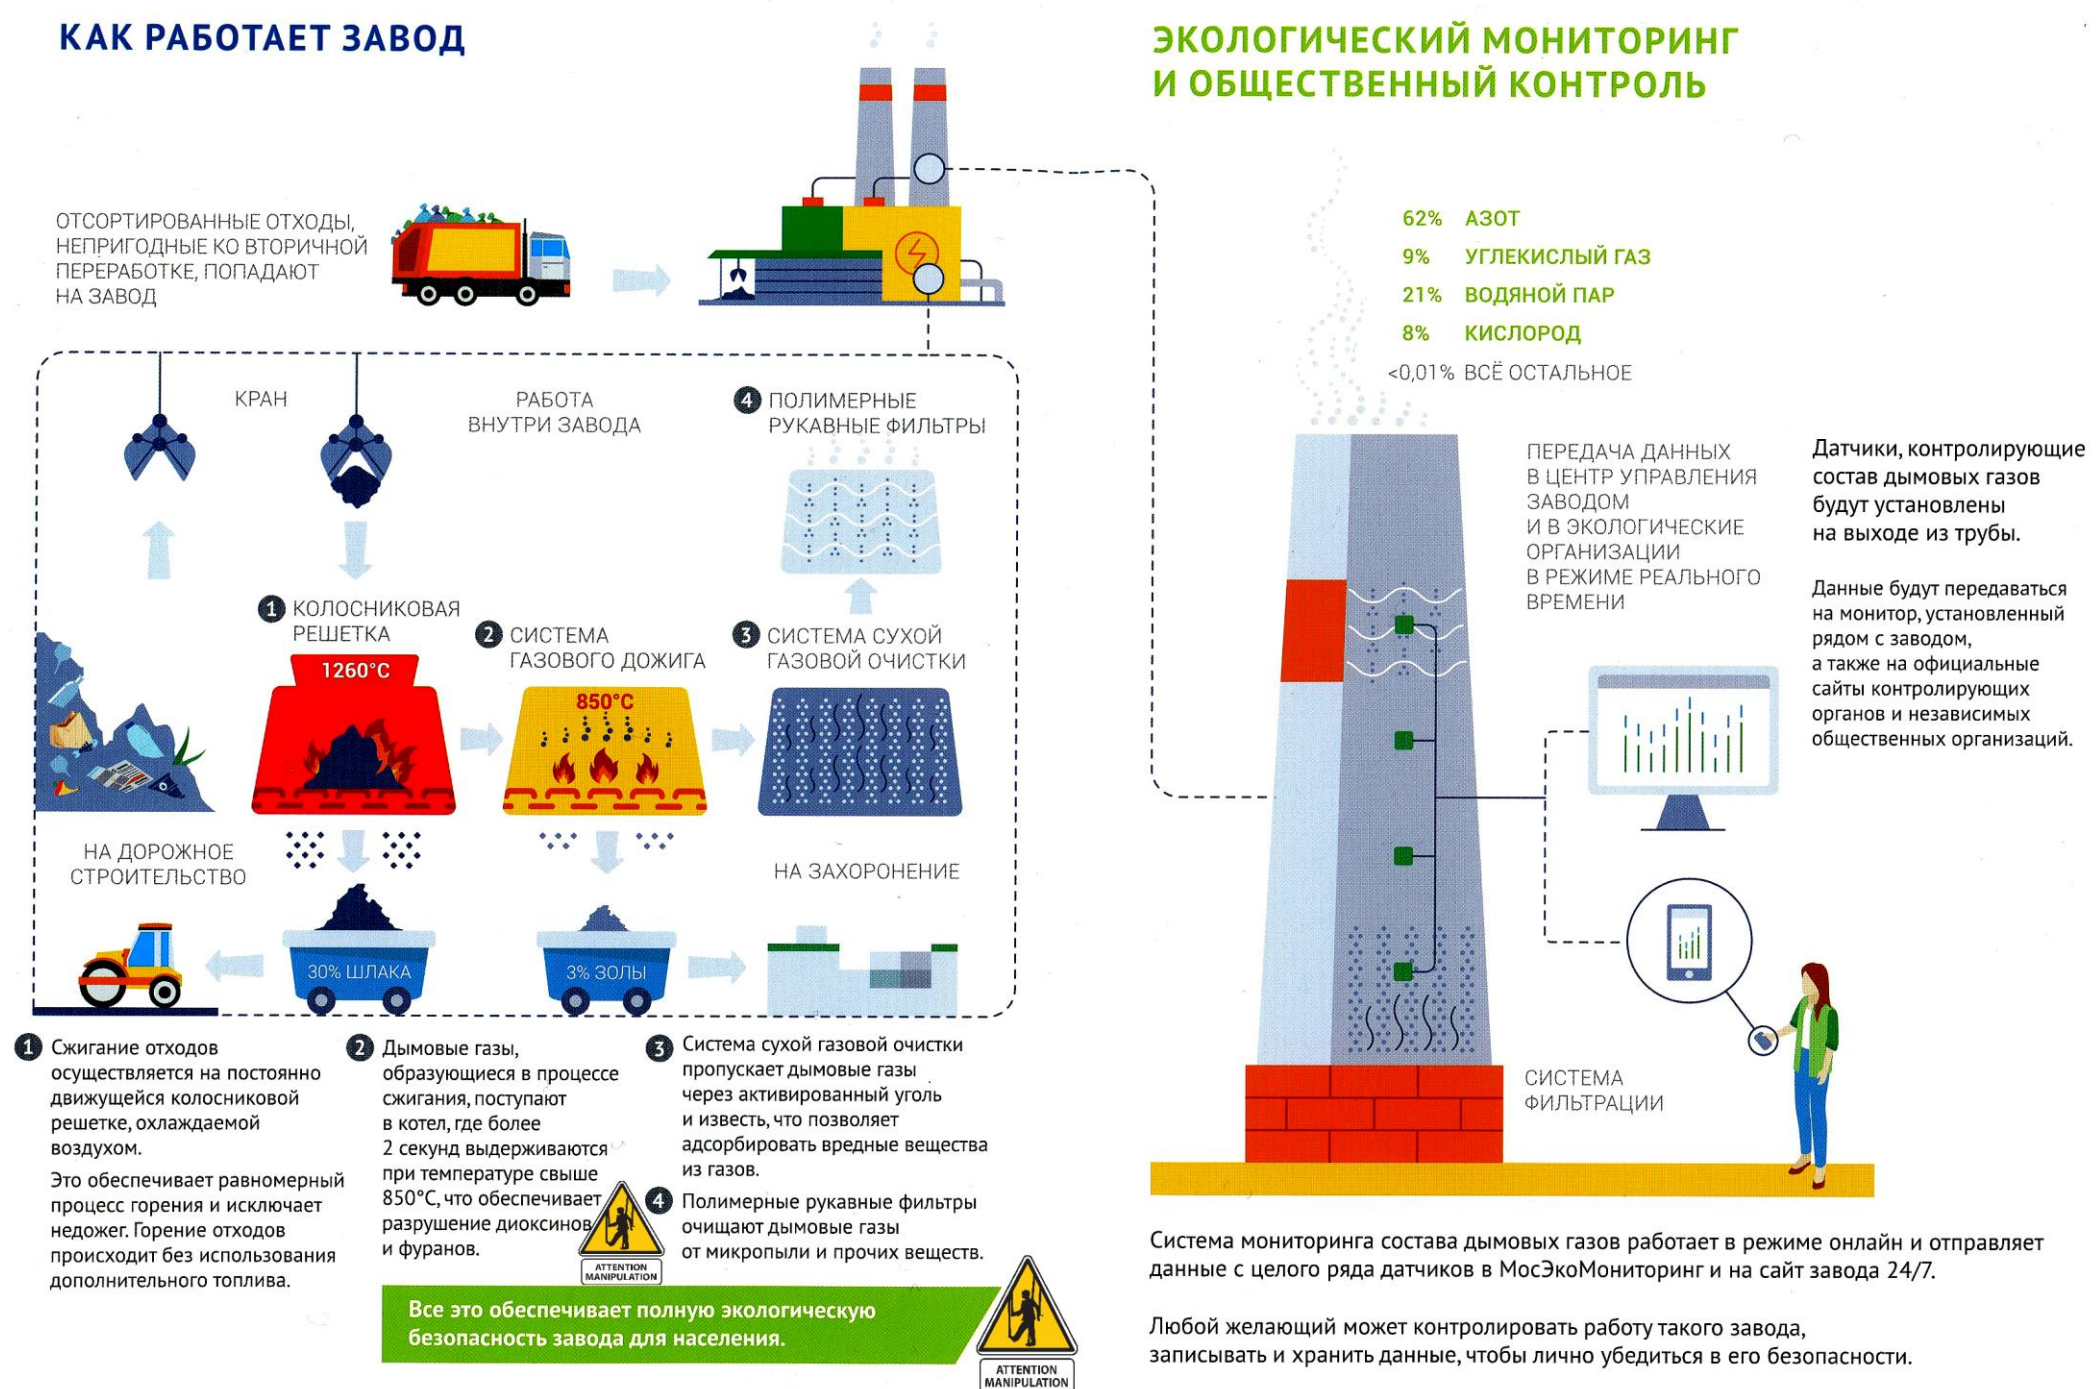 КАК РАБОТАЕТ ЗАВОД
ОТСОРТИРОВАННЫЕ ОТХОДЫ,
НЕПРИГОДНЫЕ КО ВТОРИЧНОЙ
ПЕРЕРАБОТКЕ, ПОПАДАЮТ
НА ЗАВОД
КРАН
РАБОТА
ВНУТРИ ЗАВОДА
4 ПОЛИМЕРНЫЕ
РУКАВНЫЕ ФИЛЬТРЫ
1 КОЛОСНИКОВАЯ
РЕШЕТКА
1260°C
2 СИСТЕМА
ГАЗОВОГО ДОЖИГА
850°C
3 СИСТЕМА СУХОЙ
ГАЗОВОЙ ОЧИСТКИ
НА ДОРОЖНОЕ
СТРОИТЕЛЬСТВО
30% ШЛАКА
3% ЗОЛЫ
НА ЗАХОРОНЕНИЕ
1 Сжигание отходов
осуществляется на постоянно
движущейся колосниковой
решетке, охлаждаемой
воздухом.
Это обеспечивает равномерный
процесс горения и исключает
недожег. Горение отходов
происходит без использования
дополнительного топлива.
2 Дымовые газы,
образующиеся в процессе
сжигания, поступают
в котел, где более
2 секунд выдерживаются
при температуре свыше
850°C, что обеспечивает
разрушение диоксинов
и фуранов.
3 Система сухой газовой очистки
пропускает дымовые газы
через активированный уголь
и известь, что позволяет
адсорбировать вредные вещества
из газов.
4 Полимерные рукавные фильтры
очищают дымовые газы
от микропыли и прочих веществ.
ATTENTION
MANIPULATION
Все это обеспечивает полную экологическую
безопасность завода для населения.
ATTENTION
MANIPULATION
ЭКОЛОГИЧЕСКИЙ МОНИТОРИНГ
И ОБЩЕСТВЕННЫЙ КОНТРОЛЬ
62% АЗОТ
9% УГЛЕКИСЛЫЙ ГАЗ
21% ВОДЯНОЙ ПАР
8% КИСЛОРОД
<0,01% ВСЁ ОСТАЛЬНОЕ
ПЕРЕДАЧА ДАННЫХ
В ЦЕНТР УПРАВЛЕНИЯ
ЗАВОДОМ
И В ЭКОЛОГИЧЕСКИЕ
ОРГАНИЗАЦИИ
В РЕЖИМЕ РЕАЛЬНОГО
ВРЕМЕНИ
Датчики, контролирующие
состав дымовых газов
будут установлены
на выходе из трубы.
Данные будут передаваться
на монитор, установленный
рядом с заводом,
а также на официальные
сайты контролирующих
органов и независимых
общественных организаций.
СИСТЕМА
ФИЛЬТРАЦИИ
Система мониторинга состава дымовых газов работает в режиме онлайн и отправляет
данные с целого ряда датчиков в МосЭкоМониторинг и на сайт завода 24/7.
Любой желающий может контролировать работу такого завода,
записывать и хранить данные, чтобы лично убедиться в его безопасности.